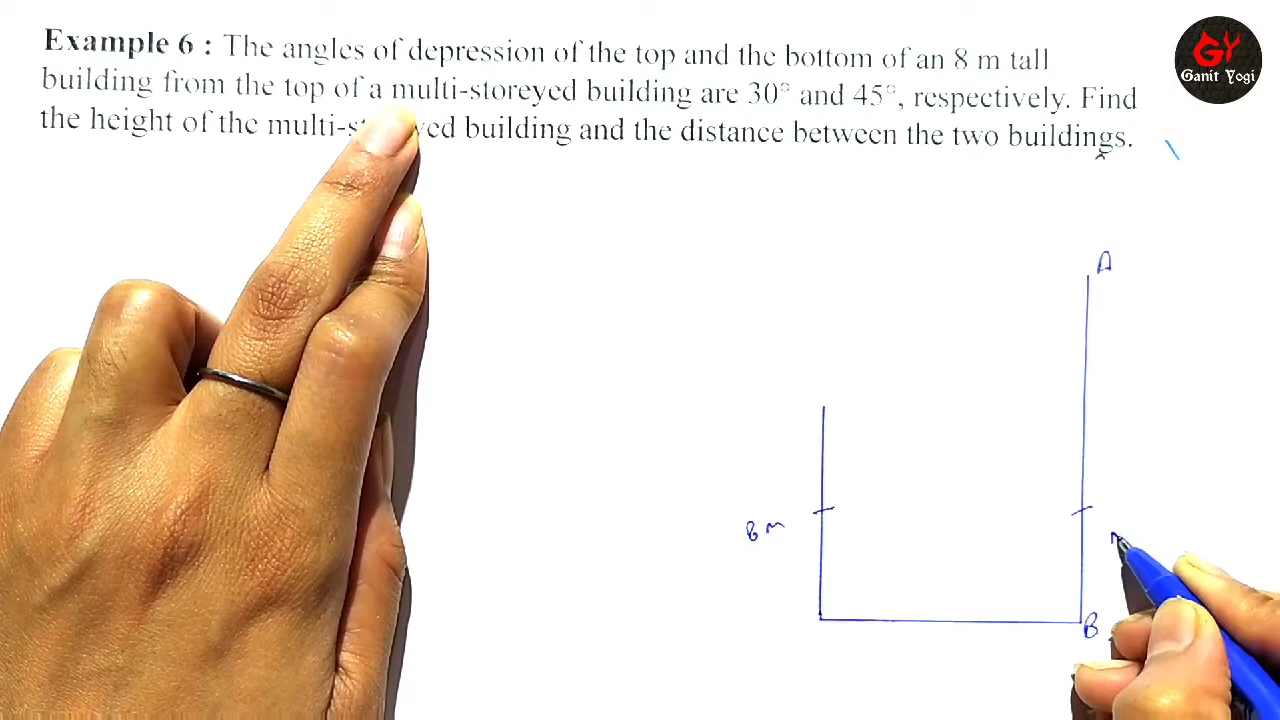 Example 6 : The angles of depression of the top and the bottom of an 8 m tall
building from the top of a multi-storeyed building are 30° and 45°, respectively. Find
the height of the multi- building and the distance between the two buildings.
GY
Ganit Yogi
A
8 m
B